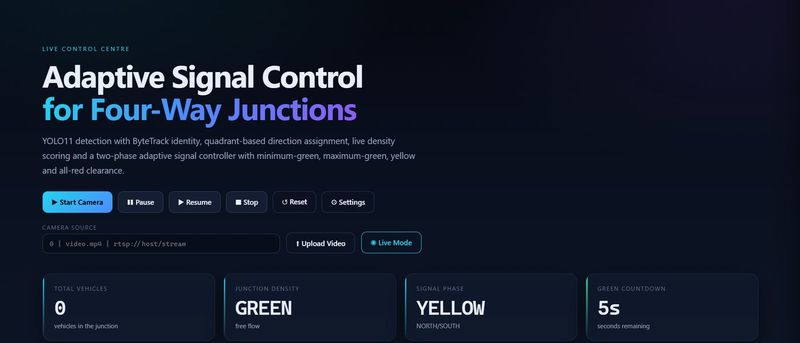 LIVE CONTROL CENTRE
Adaptive Signal Control
for Four-Way Junctions
YOLO11 detection with ByteTrack identity, quadrant-based direction assignment, live density
scoring and a two-phase adaptive signal controller with minimum-green, maximum-green, yellow
and all-red clearance.
▶ Start Camera ⏸ Pause ▶ Resume ⏹ Stop ↺ Reset ⚙ Settings
CAMERA SOURCE
0 | video.mp4 | rtsp://host/stream ⬆ Upload Video ◉ Live Mode
TOTAL VEHICLES JUNCTION DENSITY SIGNAL PHASE GREEN COUNTDOWN
0 GREEN YELLOW 5s
vehicles in the junction free flow NORTH/SOUTH seconds remaining